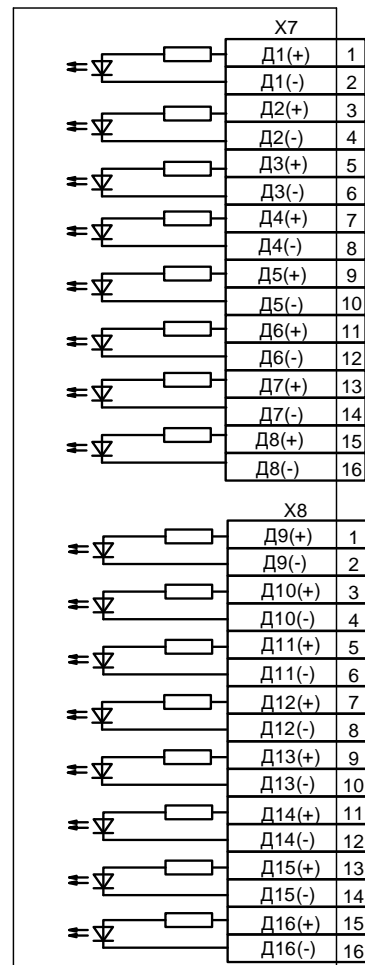 X7
Д1(+) 1
Д1(-) 2
Д2(+) 3
Д2(-) 4
Д3(+) 5
Д3(-) 6
Д4(+) 7
Д4(-) 8
Д5(+) 9
Д5(-) 10
Д6(+) 11
Д6(-) 12
Д7(+) 13
Д7(-) 14
Д8(+) 15
Д8(-) 16
X8
Д9(+) 1
Д9(-) 2
Д10(+) 3
Д10(-) 4
Д11(+) 5
Д11(-) 6
Д12(+) 7
Д12(-) 8
Д13(+) 9
Д13(-) 10
Д14(+) 11
Д14(-) 12
Д15(+) 13
Д15(-) 14
Д16(+) 15
Д16(-) 16